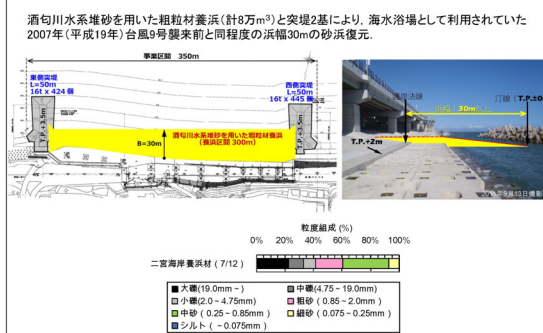 酒匂川水系堆砂を用いた粗粒材養浜(計8万m³)と突堤2基により,海水浴場として利用されていた
2007年(平成19年)台風9号襲来前と同程度の浜幅30mの砂浜復元.
事業区間 350m
東側突堤
L=50m
16t x 424 個
西側突堤
L=50m
16t x 445 個
酒匂川水系堆砂を用いた粗粒材養浜
(養浜区間 300m)
B=30m
浜幅:30m
汀線(T.P.±0
T.P.+2m
粒度組成 (%)
0% 20% 40% 60% 80% 100%
二宮海岸養浜材 (7/12)
大礫(19.0mm~)
中礫(4.75~19.0mm)
小礫(2.0~4.75mm)
粗砂(0.85~2.0mm)
中砂(0.25~0.85mm)
細砂(0.075~0.25mm)
シルト(~0.075mm)